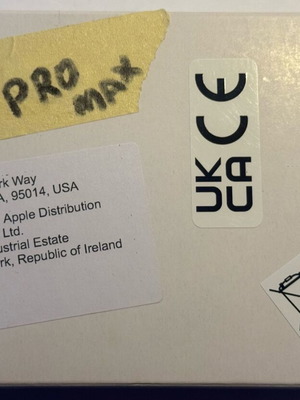 PRO
MAX
CE
UK
CA
rk Way
A, 95014, USA
Apple Distribution
Ltd.
ustrial Estate
rk, Republic of Ireland